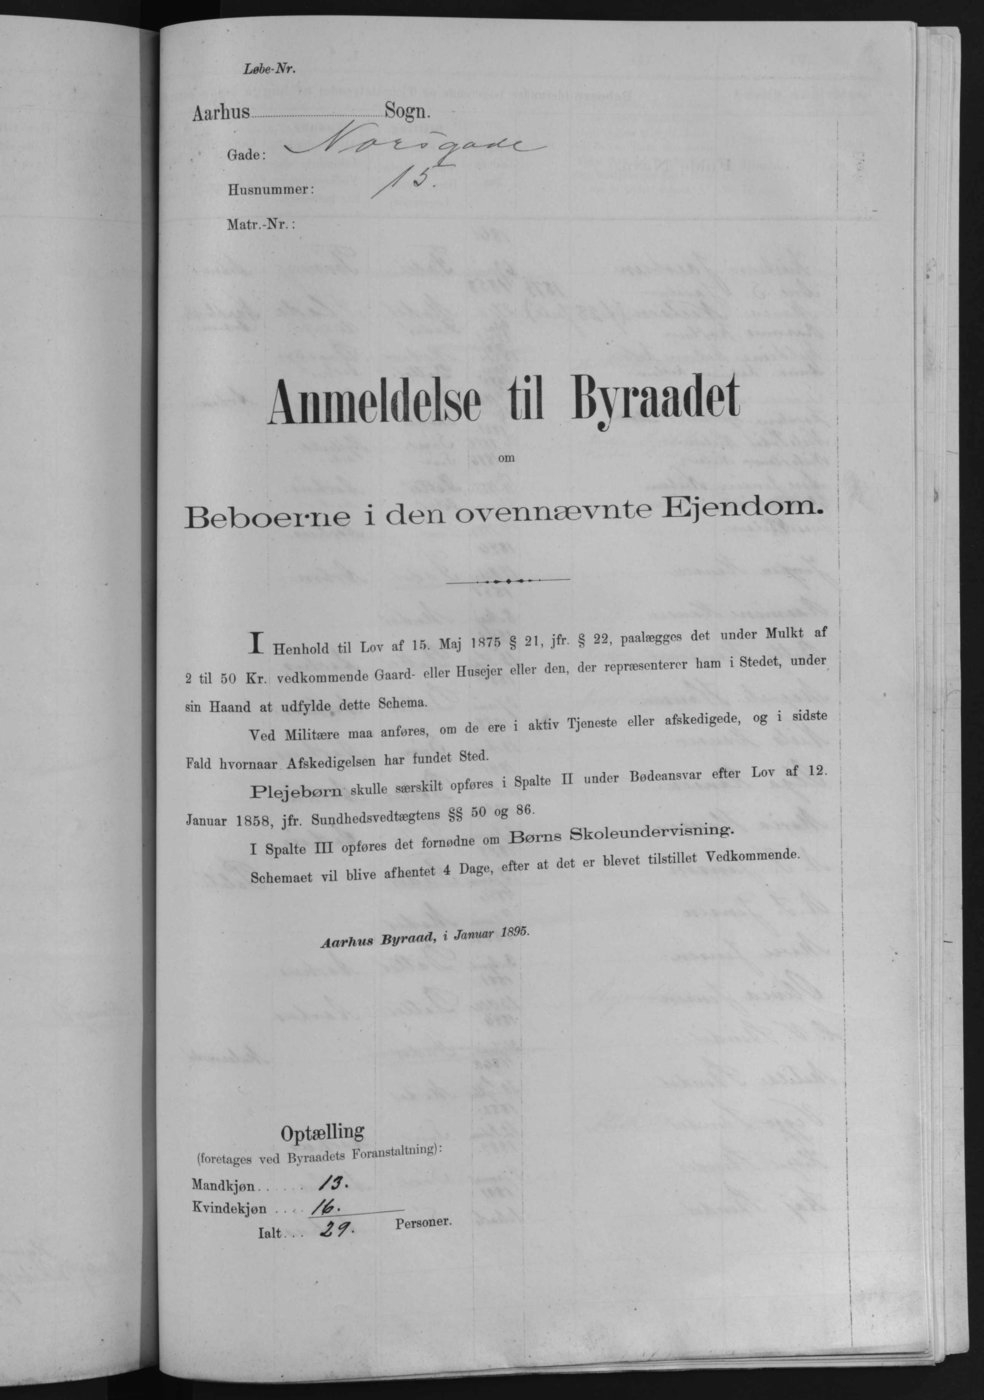 Løbe-Nr.
Aarhus Sogn.
Gade: Norsgade
Husnummer: 15.
Matr.-Nr.:
Anmeldelse til Byraadet
om
Beboerne i den ovennævnte Ejendom.
I Henhold til Lov af 15. Maj 1875 § 21, jfr. § 22, paalægges det under Mulkt af
2 til 50 Kr. vedkommende Gaard- eller Husejer eller den, der repræsenterer ham i Stedet, under
sin Haand at udfylde dette Schema.
Ved Militære maa anføres, om de ere i aktiv Tjeneste eller afskedigede, og i sidste
Fald hvornaar Afskedigelsen har fundet Sted.
Plejebørn skulle særskilt opføres i Spalte II under Bødeansvar efter Lov af 12.
Januar 1858, jfr. Sundhedsvedtægtens §§ 50 og 86.
I Spalte III opføres det fornødne om Børns Skoleundervisning.
Schemaet vil blive afhentet 4 Dage, efter at det er blevet tilstillet Vedkommende.
Aarhus Byraad, i Januar 1895.
Optælling
(foretages ved Byraadets Foranstaltning):
Mandkjøn...... 13.
Kvindekjøn .... 16.
Ialt... 29. Personer.